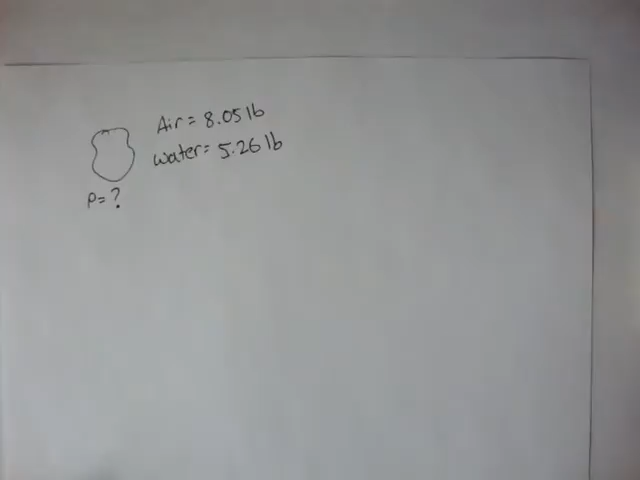 Air = 8.05 lb
water = 5.26 lb
ρ = ?